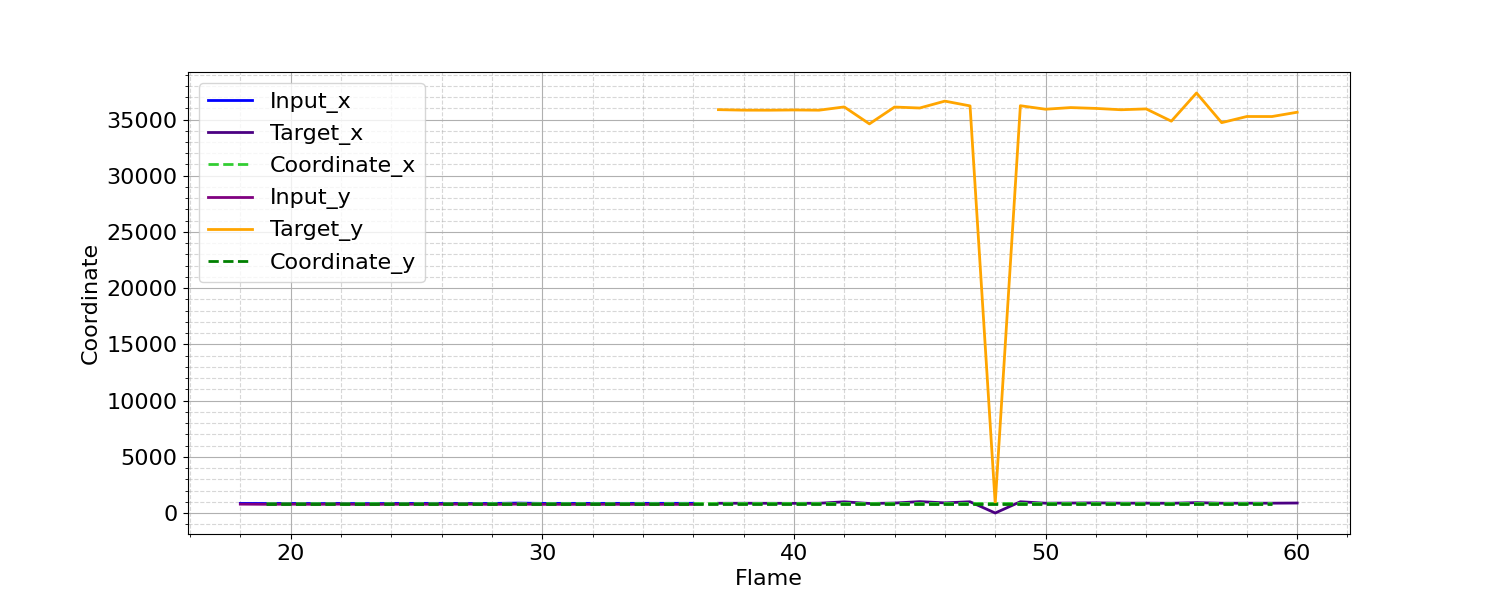 Input_x
Target_x
Coordinate_x
Input_y
Target_y
Coordinate_y
35000
30000
25000
20000
15000
10000
5000
0
Coordinate
20 30 40 50 60
Flame